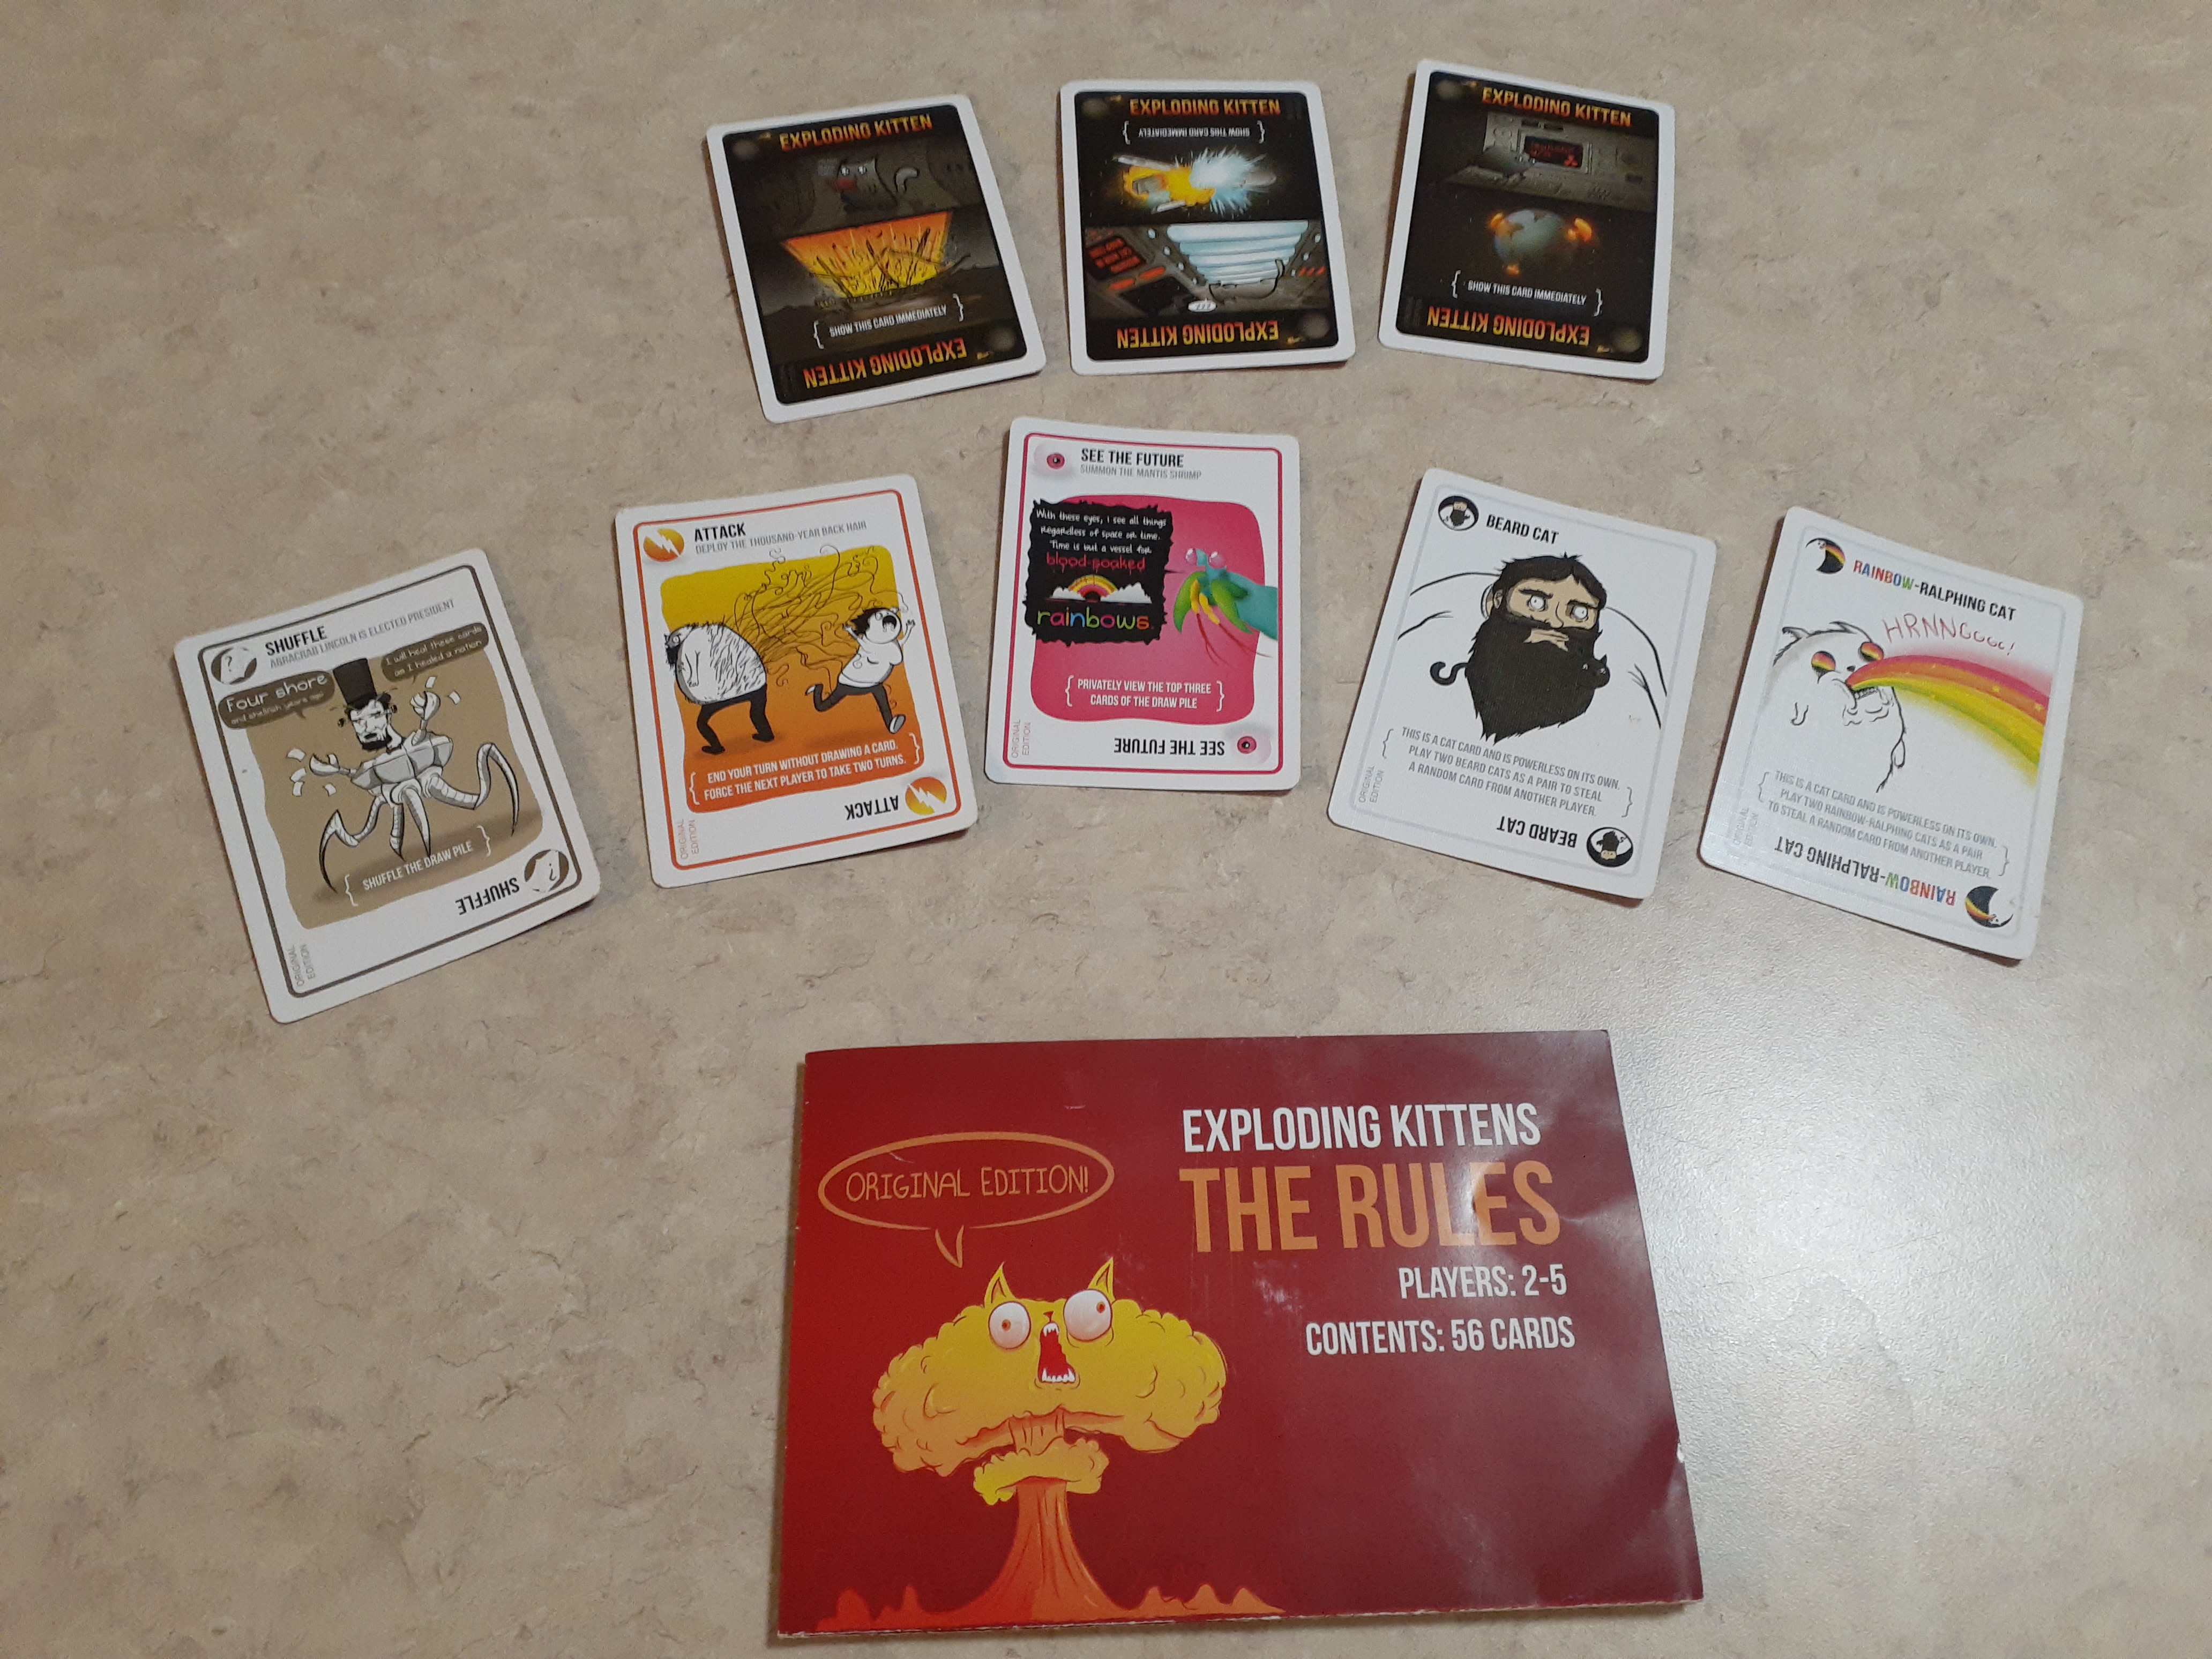 EXPLODING KITTEN
SHOW THIS CARD IMMEDIATELY
EXPLODING KITTEN
EXPLODING KITTEN
SHOW THIS CARD IMMEDIATELY
EXPLODING KITTEN
EXPLODING KITTEN
SHOW THIS CARD IMMEDIATELY
EXPLODING KITTEN
SHUFFLE
ABRACRAB LINCOLN IS ELECTED PRESIDENT
I will heal these cards
as I healed a nation
Four shore
and shellfish years ago
SHUFFLE THE DRAW PILE
SHUFFLE
ORIGINAL
EDITION
ATTACK
DEPLOY THE THOUSAND-YEAR BACK HAIR
END YOUR TURN WITHOUT DRAWING A CARD.
FORCE THE NEXT PLAYER TO TAKE TWO TURNS.
ATTACK
ORIGINAL
EDITION
SEE THE FUTURE
SUMMON THE MANTIS SHRIMP
With these eyes, I see all things
regardless of space or time.
Time is but a vessel for
blood-soaked
rainbows.
PRIVATELY VIEW THE TOP THREE
CARDS OF THE DRAW PILE
SEE THE FUTURE
ORIGINAL
EDITION
BEARD CAT
THIS IS A CAT CARD AND IS POWERLESS ON ITS OWN.
PLAY TWO BEARD CATS AS A PAIR TO STEAL
A RANDOM CARD FROM ANOTHER PLAYER.
BEARD CAT
ORIGINAL
EDITION
RAINBOW-RALPHING CAT
THIS IS A CAT CARD AND IS POWERLESS ON ITS OWN.
PLAY TWO RAINBOW-RALPHING CATS AS A PAIR
TO STEAL A RANDOM CARD FROM ANOTHER PLAYER.
RAINBOW-RALPHING CAT
ORIGINAL
EDITION
ORIGINAL EDITION!
EXPLODING KITTENS
THE RULES
PLAYERS: 2-5
CONTENTS: 56 CARDS